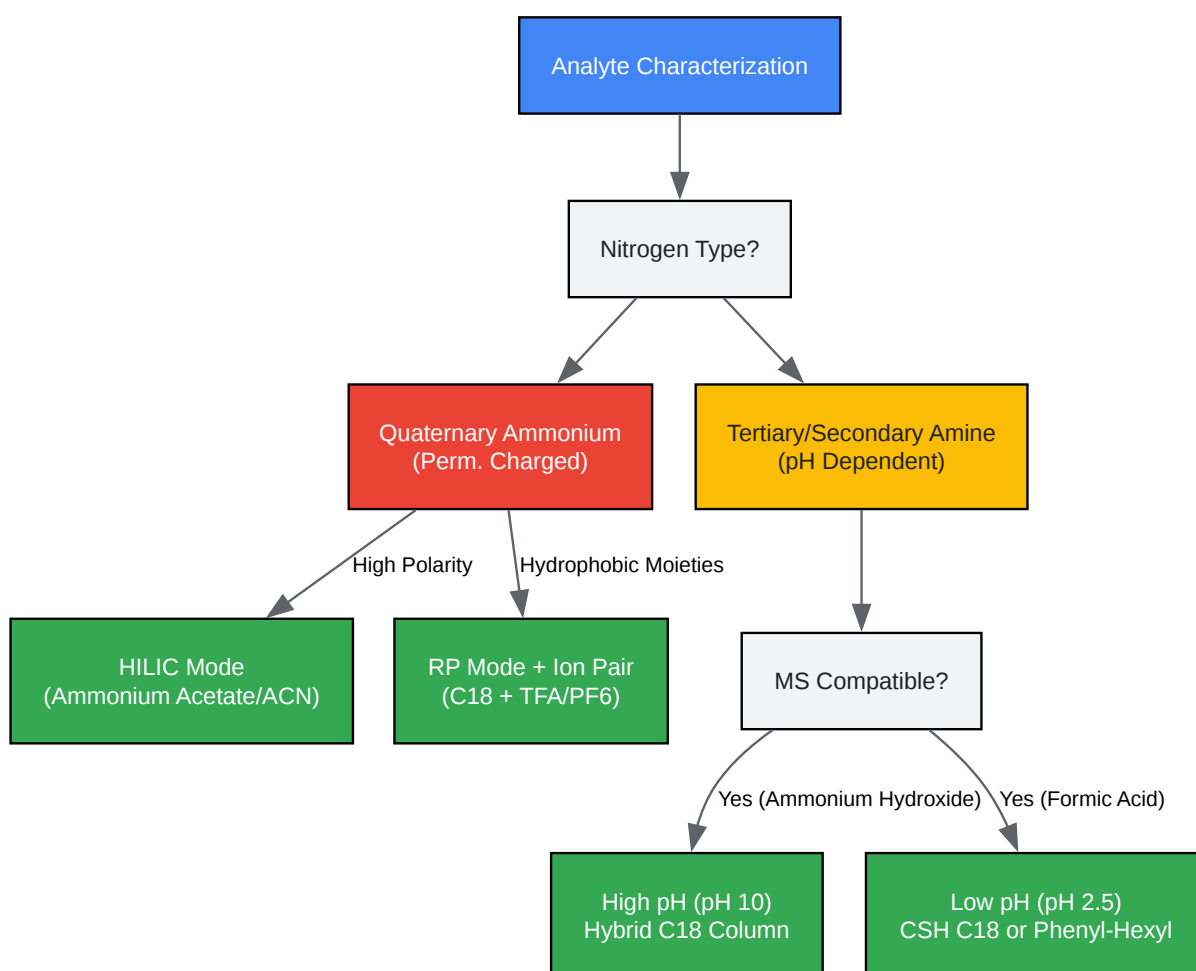 Analyte Characterization
Nitrogen Type?
Quaternary Ammonium
(Perm. Charged)
Tertiary/Secondary Amine
(pH Dependent)
High Polarity
Hydrophobic Moieties
HILIC Mode
(Ammonium Acetate/ACN)
RP Mode + Ion Pair
(C18 + TFA/PF6)
MS Compatible?
Yes (Ammonium Hydroxide)
Yes (Formic Acid)
High pH (pH 10)
Hybrid C18 Column
Low pH (pH 2.5)
CSH C18 or Phenyl-Hexyl